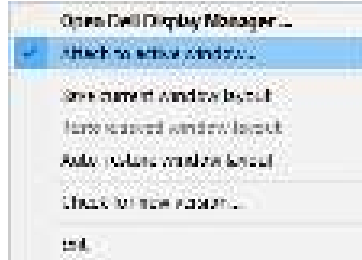 Open Dell Display Manager ...
Attach to active window...
Save current window layout
Restore saved window layout
Auto-restore window layout
Check for new version ...
Exit